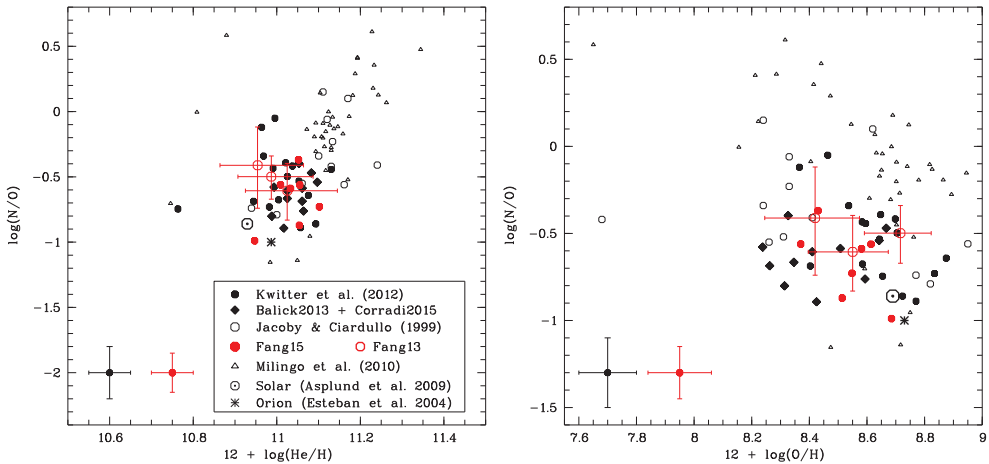 0.5
0
−0.5
−1
−1.5
−2
log(N/O)
10.6
10.8
11
11.2
11.4
12 + log(He/H)
Kwitter et al. (2012)
Balick2013 + Corradi2015
Jacoby & Ciardullo (1999)
Fang15 Fang13
Milingo et al. (2010)
Solar (Asplund et al. 2009)
Orion (Esteban et al. 2004)
0.5
0
−0.5
−1
−1.5
log(N/O)
7.6
7.8
8
8.2
8.4
8.6
8.8
9
12 + log(O/H)